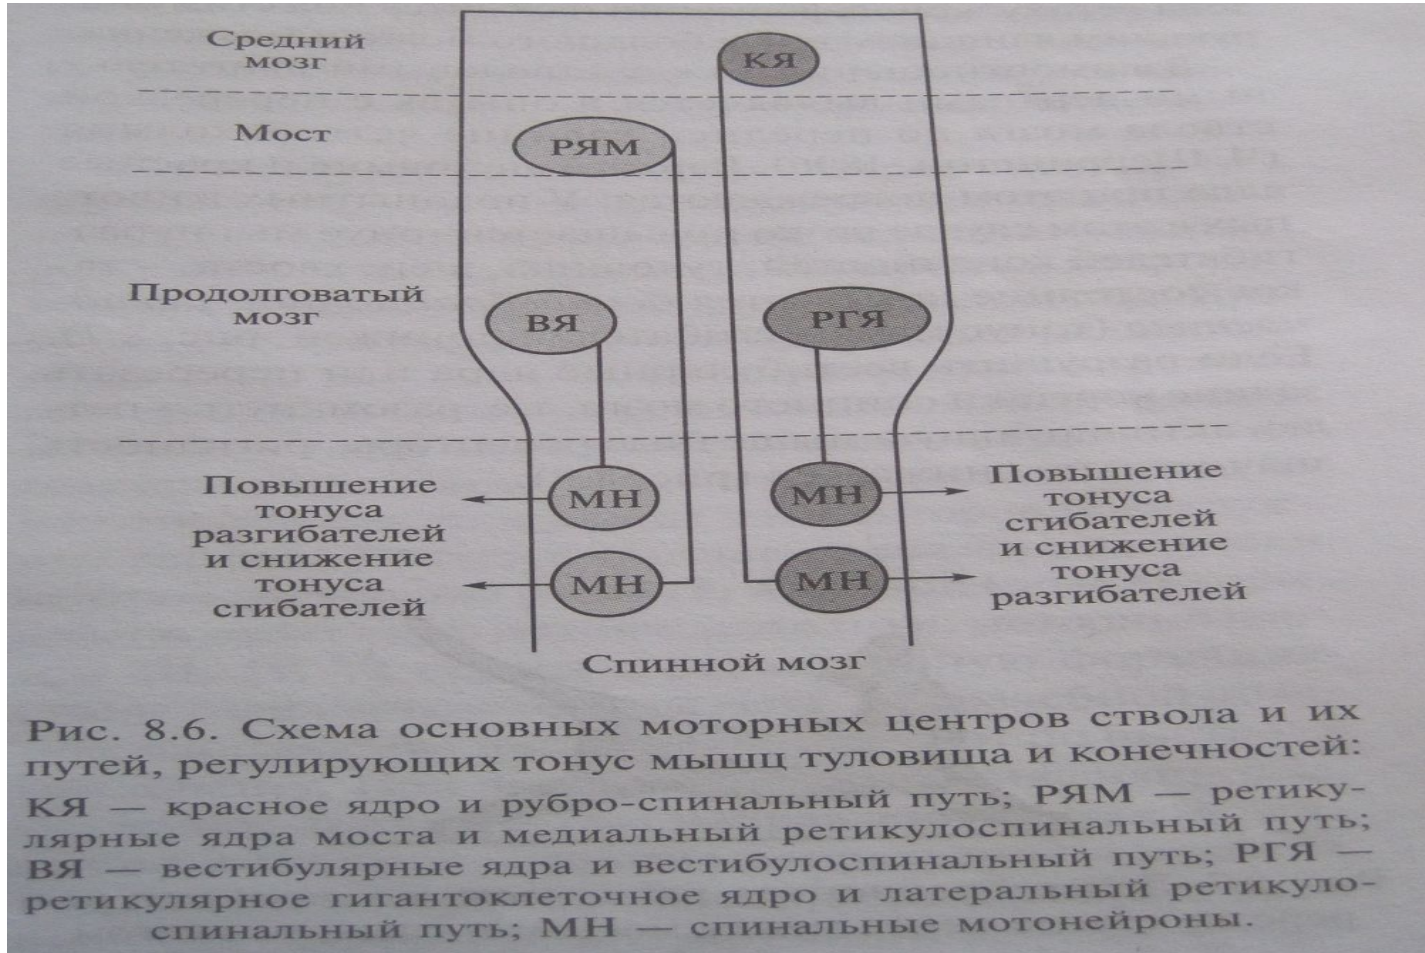 Средний
мозг
КЯ
Мост
РЯМ
Продолговатый
мозг
ВЯ
РГЯ
Повышение
тонуса
разгибателей
и снижение
тонуса
сгибателей
МН
МН
МН
МН
Повышение
тонуса
сгибателей
и снижение
тонуса
разгибателей
Спинной мозг
Рис. 8.6. Схема основных моторных центров ствола и их
путей, регулирующих тонус мышц туловища и конечностей:
КЯ — красное ядро и рубро-спинальный путь; РЯМ — ретику-
лярные ядра моста и медиальный ретикулоспинальный путь;
ВЯ — вестибулярные ядра и вестибулоспинальный путь; РГЯ —
ретикулярное гигантоклеточное ядро и латеральный ретикуло-
спинальный путь; МН — спинальные мотонейроны.